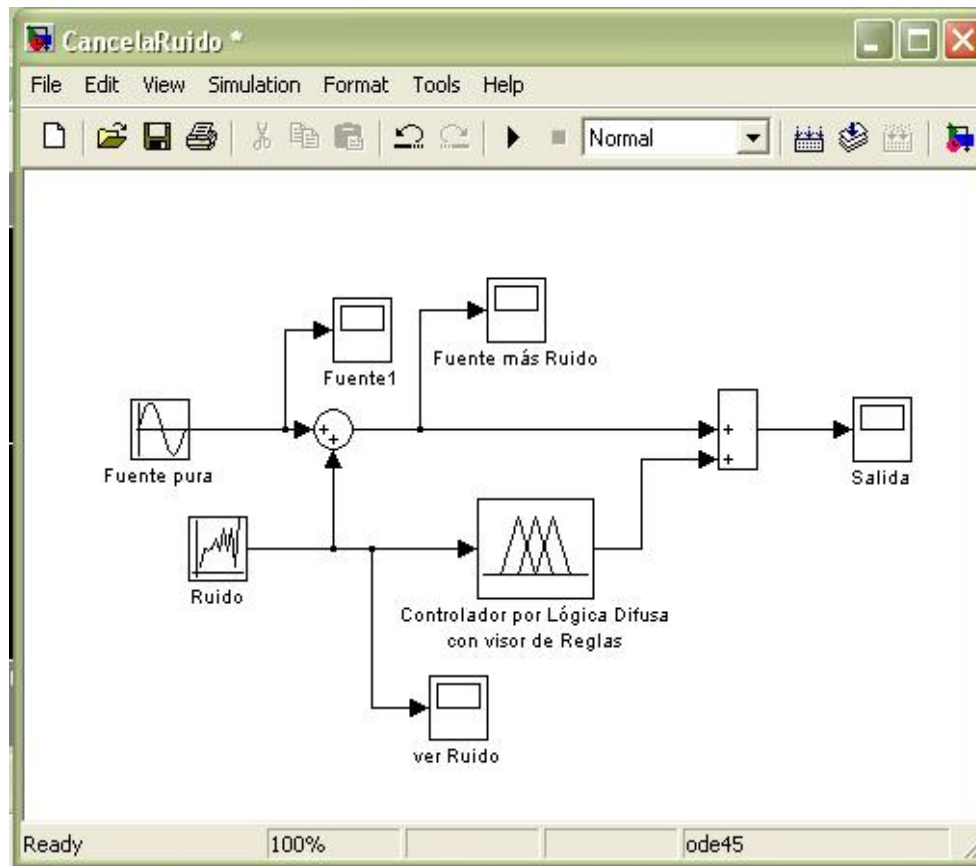 CancelaRuido *
File Edit View Simulation Format Tools Help
Normal
Fuente más Ruido
Fuente1
+
+
+
+
Fuente pura
Salida
Ruido
Controlador por Lógica Difusa
con visor de Reglas
ver Ruido
Ready 100% ode45